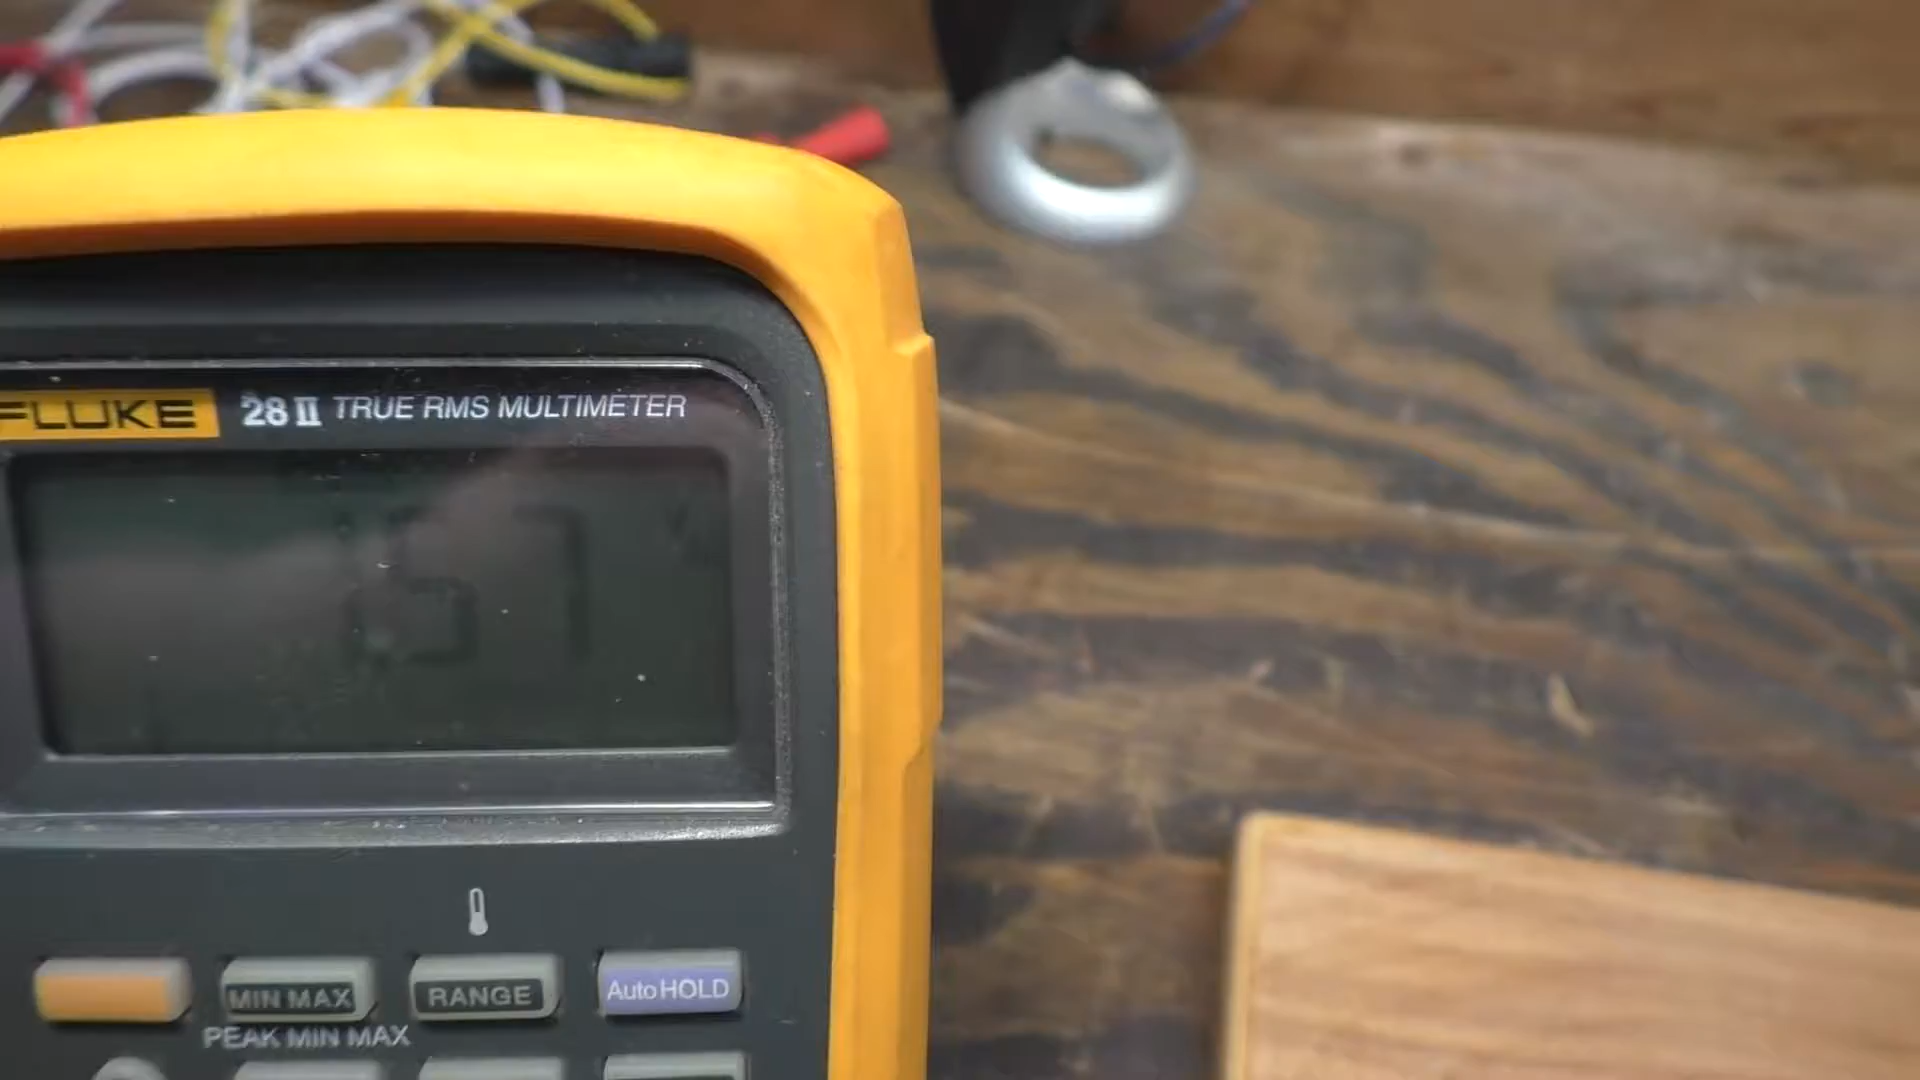 FLUKE 28 II TRUE RMS MULTIMETER
MIN MAX RANGE AutoHOLD
PEAK MIN MAX